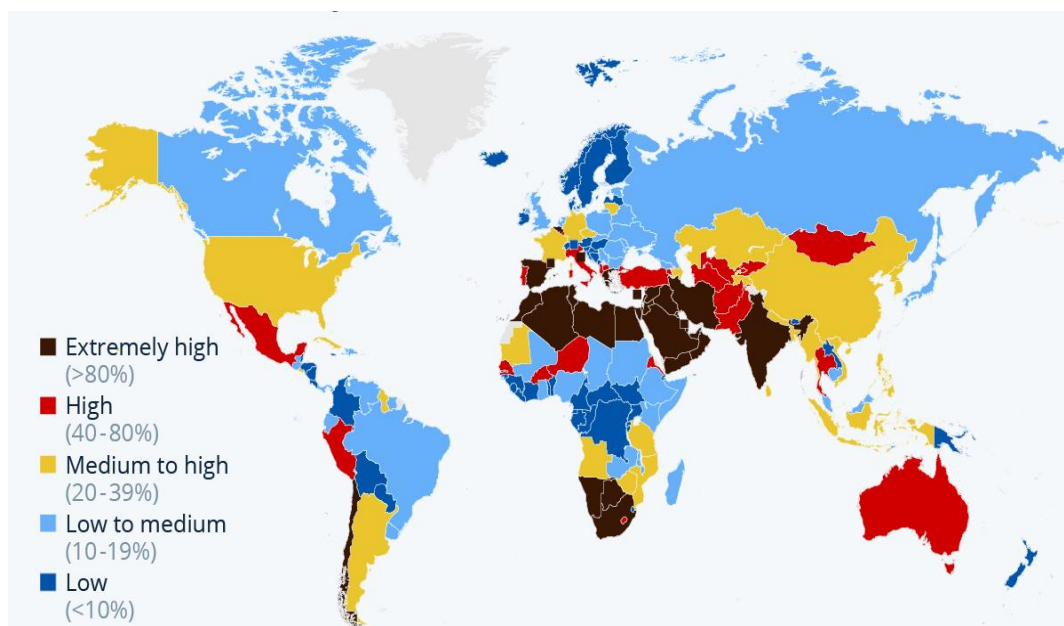 Extremely high
(>80%)
High
(40-80%)
Medium to high
(20-39%)
Low to medium
(10-19%)
Low
(<10%)